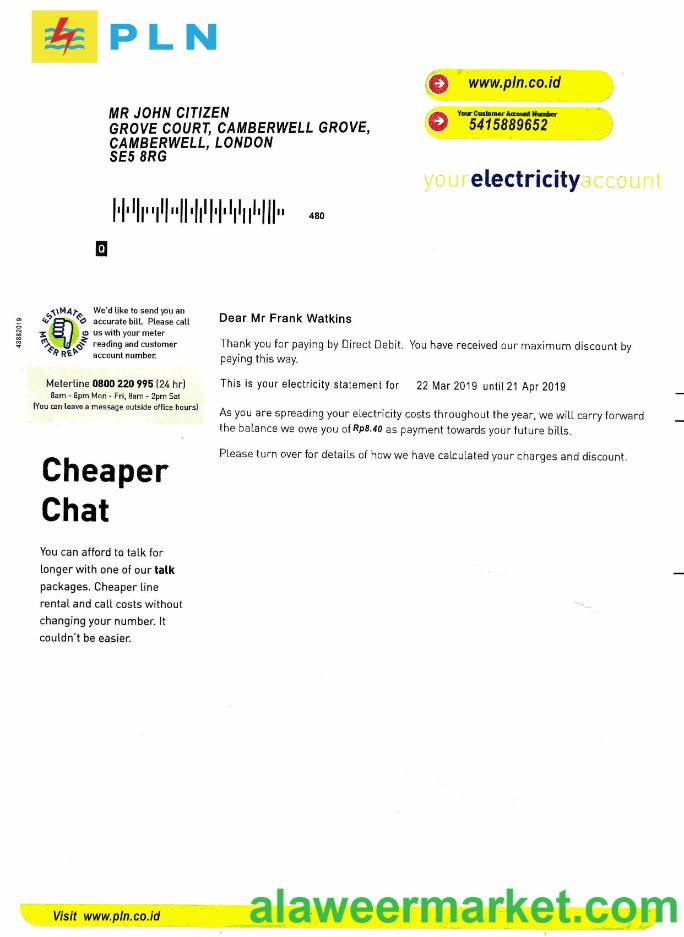 PLN
www.pln.co.id
Your Customer Account Number
5415889652
MR JOHN CITIZEN
GROVE COURT, CAMBERWELL GROVE,
CAMBERWELL, LONDON
SE5 8RG
yourelectricityaccount
480
Q
43882019
ESTIMATED
METER READING
We'd like to send you an
accurate bill. Please call
us with your meter
reading and customer
account number.
Meterline 0800 220 995 (24 hr)
8am - 8pm Mon - Fri, 8am - 2pm Sat
(You can leave a message outside office hours)
Dear Mr Frank Watkins
Thank you for paying by Direct Debit. You have received our maximum discount by
paying this way.
This is your electricity statement for 22 Mar 2019 until 21 Apr 2019
As you are spreading your electricity costs throughout the year, we will carry forward
the balance we owe you of Rp8.40 as payment towards your future bills.
Please turn over for details of how we have calculated your charges and discount.
Cheaper
Chat
You can afford to talk for
longer with one of our talk
packages. Cheaper line
rental and call costs without
changing your number. It
couldn't be easier.
Visit www.pln.co.id
alaweermarket.com